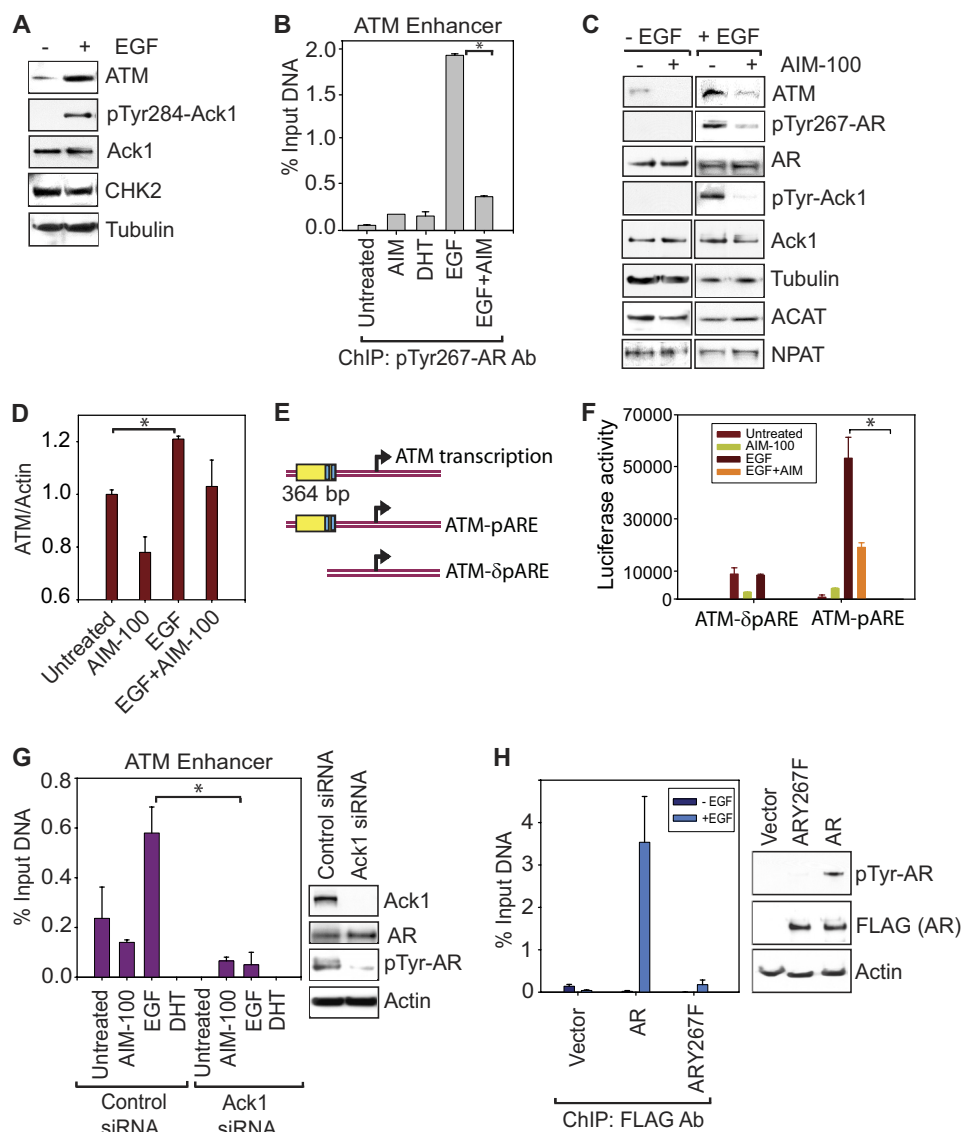 A
- + EGF
ATM
pTyr284-Ack1
Ack1
CHK2
Tubulin
B
ATM Enhancer
% Input DNA
2.0
1.5
1.0
0.5
0.0
*
Untreated
AIM
DHT
EGF
EGF+AIM
ChIP: pTyr267-AR Ab
C
- EGF + EGF
- + - + AIM-100
ATM
pTyr267-AR
AR
pTyr-Ack1
Ack1
Tubulin
ACAT
NPAT
D
ATM/Actin
1.2
1.0
0.8
0.6
*
Untreated
AIM-100
EGF
EGF+AIM-100
E
ATM transcription
364 bp
ATM-pARE
ATM-δpARE
F
Luciferase activity
70000
50000
30000
10000
0
Untreated
AIM-100
EGF
EGF+AIM
*
ATM-δpARE ATM-pARE
G
ATM Enhancer
% Input DNA
0.8
0.6
0.4
0.2
0.0
*
Untreated
AIM-100
EGF
DHT
Untreated
AIM-100
EGF
DHT
Control siRNA
Ack1 siRNA
Control siRNA
Ack1 siRNA
Ack1
AR
pTyr-AR
Actin
H
% Input DNA
4
3
2
1
0
- EGF
+EGF
Vector
AR
ARY267F
ChIP: FLAG Ab
Vector
ARY267F
AR
pTyr-AR
FLAG (AR)
Actin